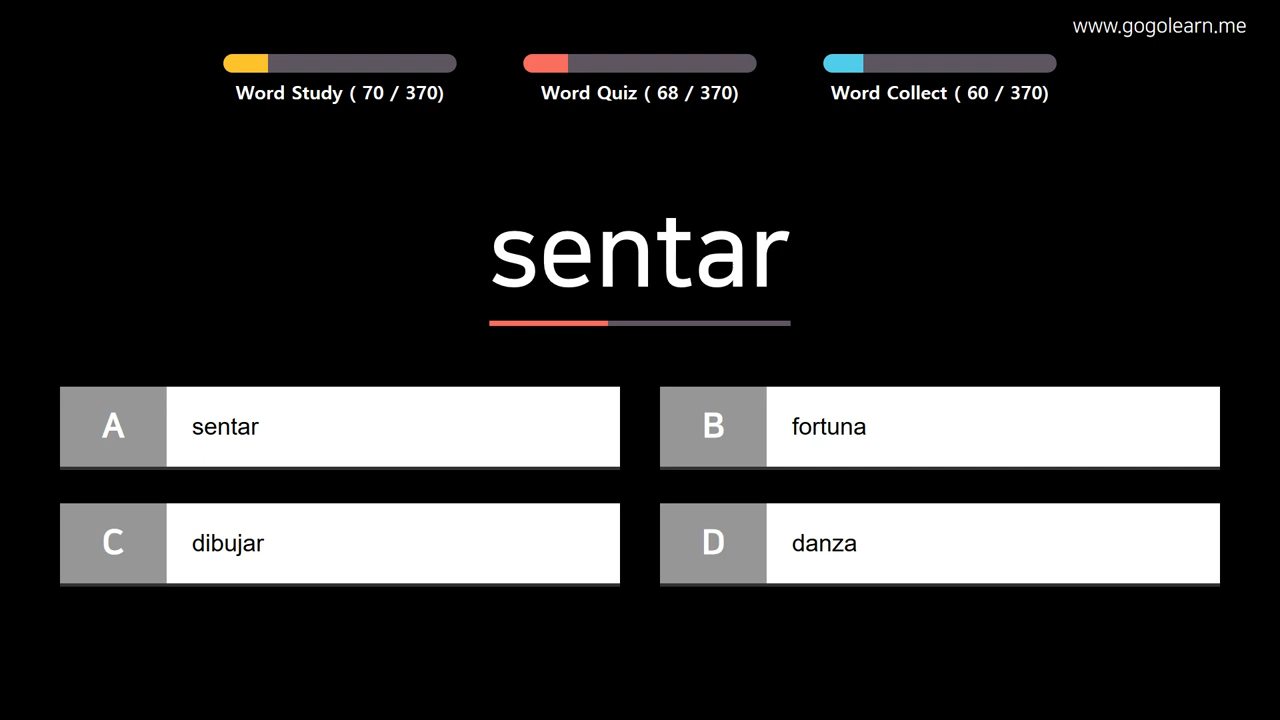 www.gogolearn.me
Word Study ( 70 / 370)
Word Quiz ( 68 / 370)
Word Collect ( 60 / 370)
sentar
A
sentar
B
fortuna
C
dibujar
D
danza